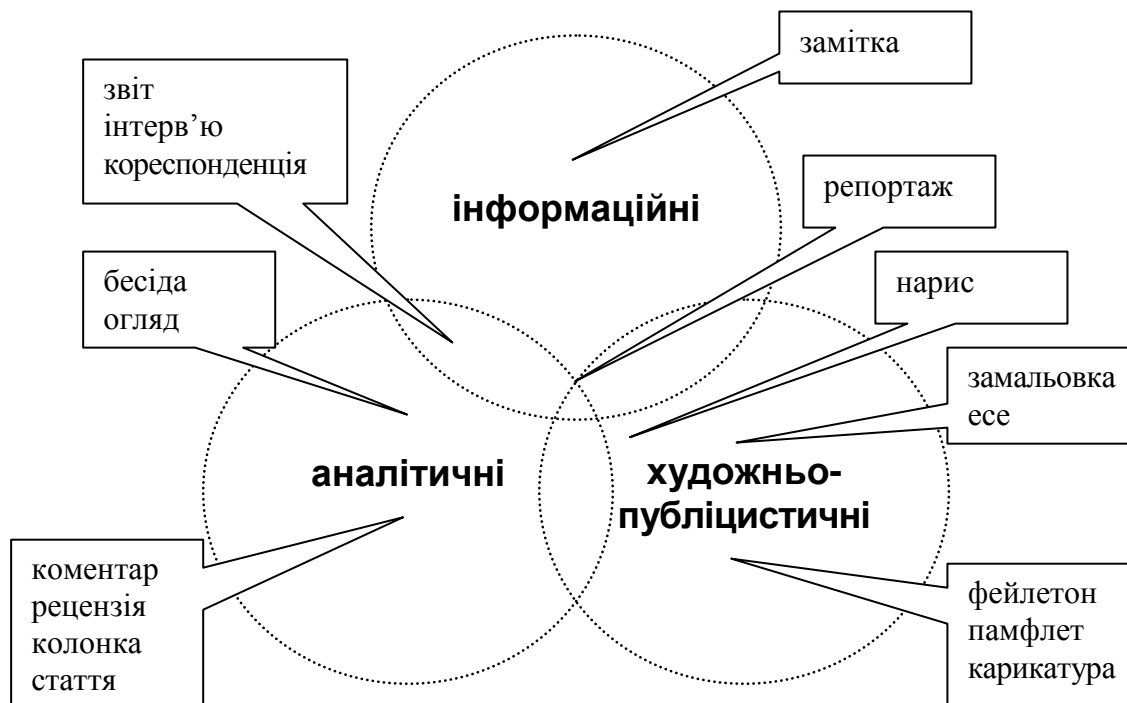 замітка
звіт
інтерв’ю
кореспонденція
репортаж
інформаційні
бесіда
огляд
нарис
замальовка
есе
аналітичні
художньо-
публіцистичні
коментар
рецензія
колонка
стаття
фейлетон
памфлет
карикатура